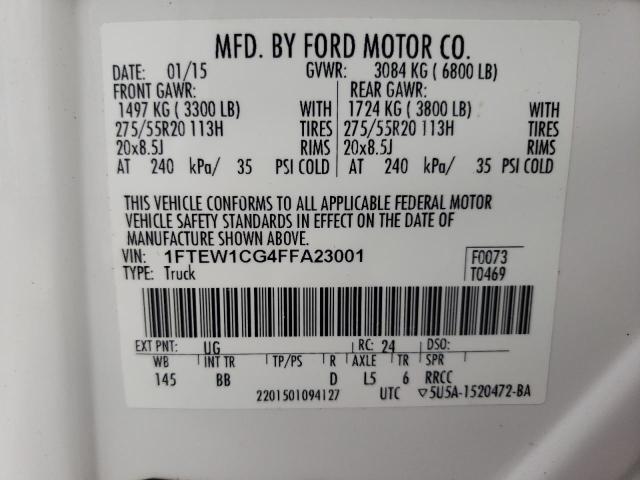 MFD. BY FORD MOTOR CO.
DATE: 01/15 GVWR: 3084 KG ( 6800 LB)
FRONT GAWR: REAR GAWR:
1497 KG ( 3300 LB) WITH 1724 KG ( 3800 LB) WITH
275/55R20 113H TIRES 275/55R20 113H TIRES
20x8.5J RIMS 20x8.5J RIMS
AT 240 kPa/ 35 PSI COLD AT 240 kPa/ 35 PSI COLD
THIS VEHICLE CONFORMS TO ALL APPLICABLE FEDERAL MOTOR
VEHICLE SAFETY STANDARDS IN EFFECT ON THE DATE OF
MANUFACTURE SHOWN ABOVE.
VIN: 1FTEW1CG4FFA23001 F0073
TYPE: Truck T0469
EXT PNT: UG RC: 24 DSO:
WB INT TR TP/PS R AXLE TR SPR
145 BB D L5 6 RRCC
2201501094127 UTC ▽5U5A-1520472-BA